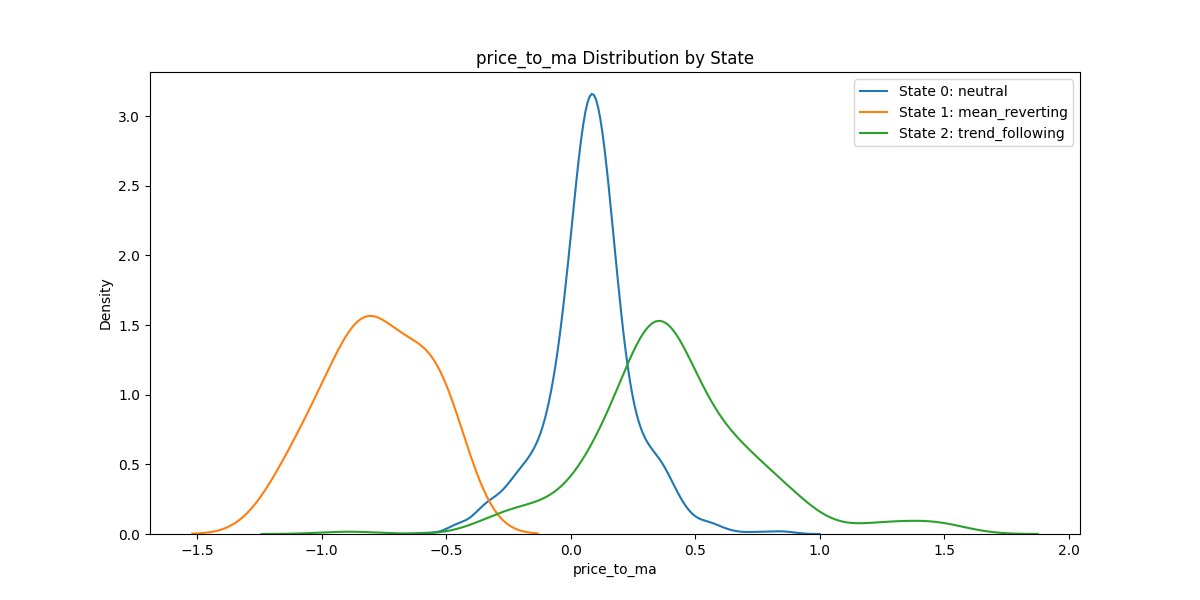 price_to_ma Distribution by State
State 0: neutral
State 1: mean_reverting
State 2: trend_following
3.0
2.5
2.0
1.5
1.0
0.5
0.0
Density
−1.5 −1.0 −0.5 0.0 0.5 1.0 1.5 2.0
price_to_ma